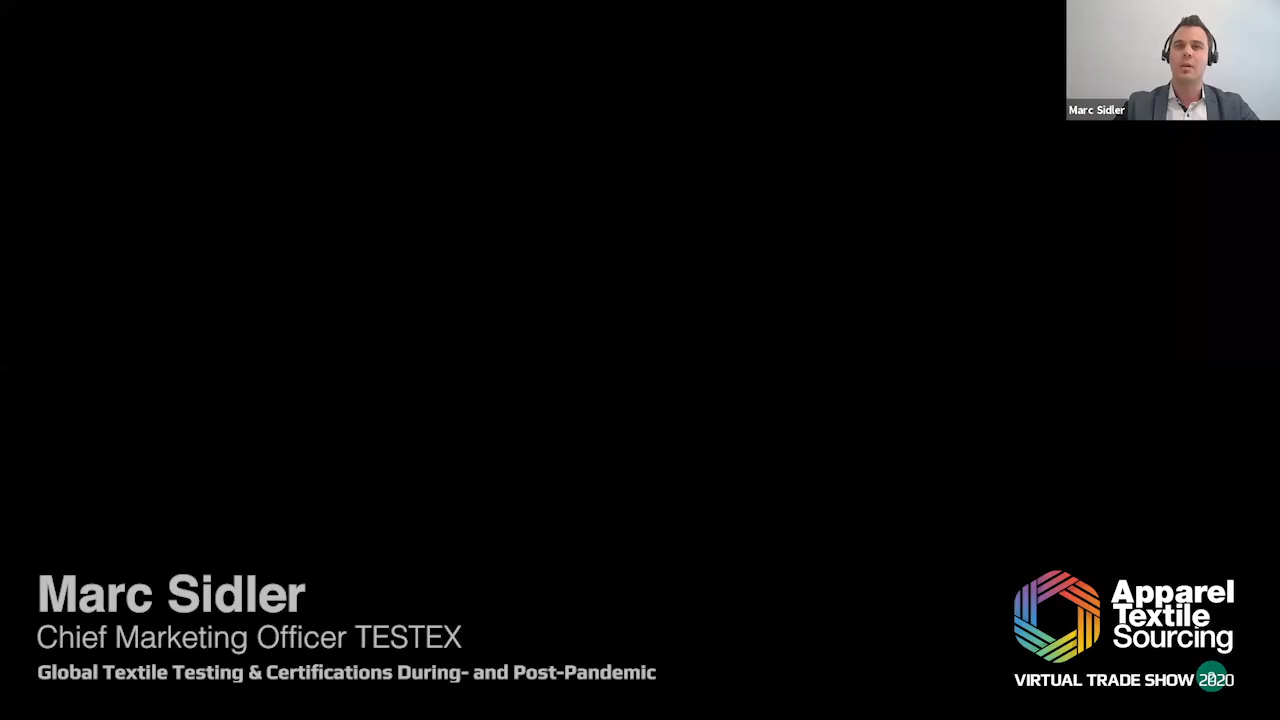 Marc Sidler
Marc Sidler
Chief Marketing Officer TESTEX
Global Textile Testing & Certifications During- and Post-Pandemic
Apparel
Textile
Sourcing
VIRTUAL TRADE SHOW 2020